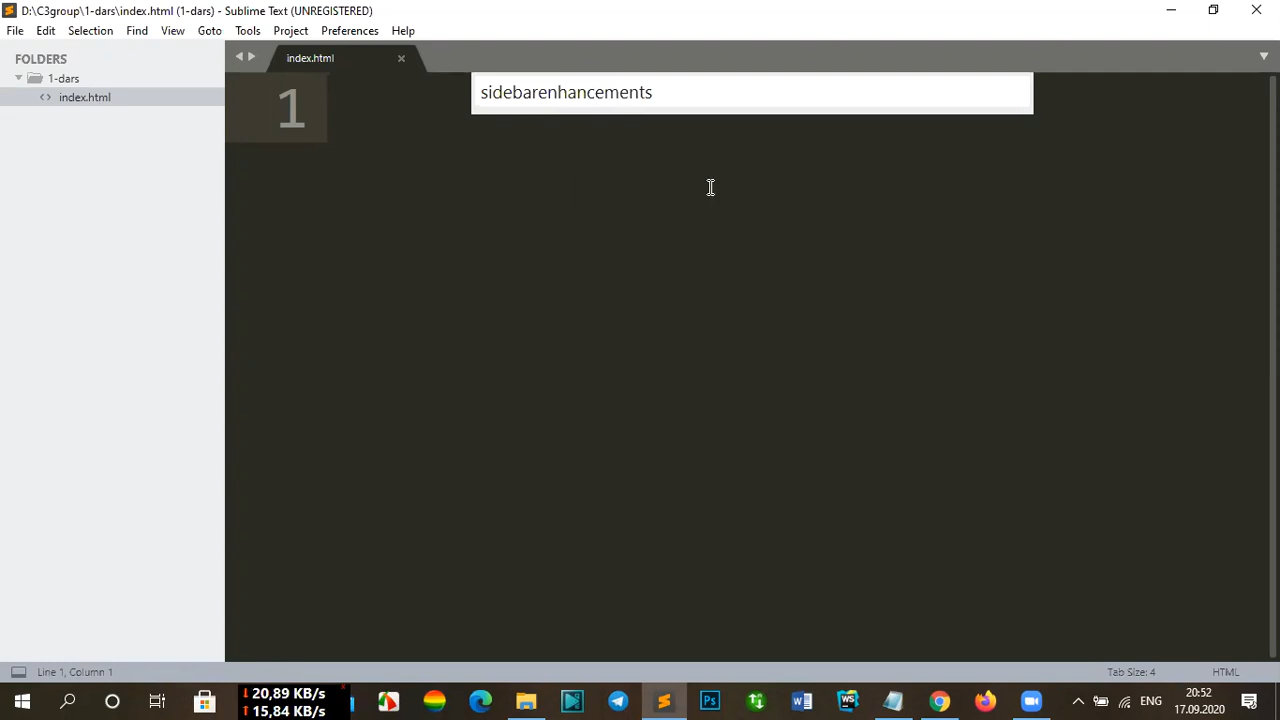 D:\C3group\1-dars\index.html (1-dars) - Sublime Text (UNREGISTERED)
File Edit Selection Find View Goto Tools Project Preferences Help
FOLDERS
1-dars
index.html
index.html
1
sidebarenhancements
Line 1, Column 1
Tab Size: 4
HTML
20,89 KB/s
15,84 KB/s
Ps
W
WS
ENG
20:52
17.09.2020